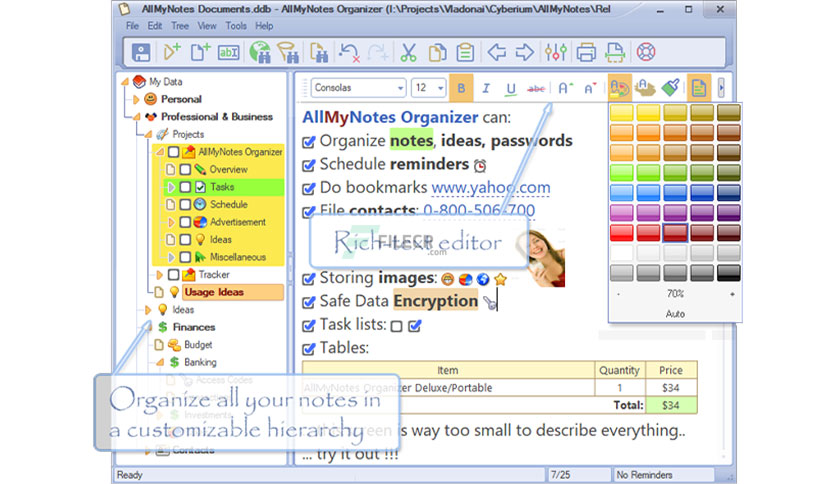 AllMyNotes Documents.ddb - AllMyNotes Organizer (I:\Projects\Vladonai\Cyberium\AllMyNotes\Rel
File Edit Tree View Tools Help
My Data
Personal
Professional & Business
Projects
AllMyNotes Organizer
Overview
Tasks
Schedule
Advertisement
Ideas
Miscellaneous
Tracker
Usage Ideas
Ideas
Finances
Budget
Banking
Access Codes
Investments
Contacts
Organize all your notes in
a customizable hierarchy
Consolas 12 B I U abc A A
AllMyNotes Organizer can:
Organize notes, ideas, passwords
Schedule reminders
Do bookmarks www.yahoo.com
File contacts: 0-800-506-700
Rich text editor
FILECR
.com
Storing images:
Safe Data Encryption
Task lists:
Tables:
Item Quantity Price
AllMyNotes Organizer Deluxe/Portable 1 $34
Total: $34
screen is way too small to describe everything..
... try it out !!!
- 70% +
Auto
Ready 7/25 No Reminders